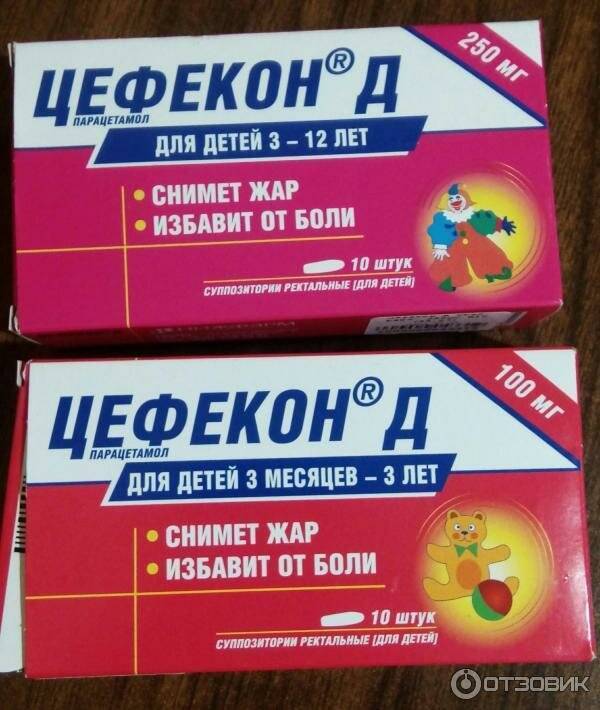 250 мг
ЦЕФЕКОН® Д
ПАРАЦЕТАМОЛ
ДЛЯ ДЕТЕЙ 3 – 12 ЛЕТ
• СНИМЕТ ЖАР
• ИЗБАВИТ ОТ БОЛИ
10 штук
СУППОЗИТОРИИ РЕКТАЛЬНЫЕ (ДЛЯ ДЕТЕЙ)
100 мг
ЦЕФЕКОН® Д
ПАРАЦЕТАМОЛ
ДЛЯ ДЕТЕЙ 3 МЕСЯЦЕВ – 3 ЛЕТ
• СНИМЕТ ЖАР
• ИЗБАВИТ ОТ БОЛИ
10 штук
СУППОЗИТОРИИ РЕКТАЛЬНЫЕ (ДЛЯ ДЕТЕЙ)
ОТЗОВИК